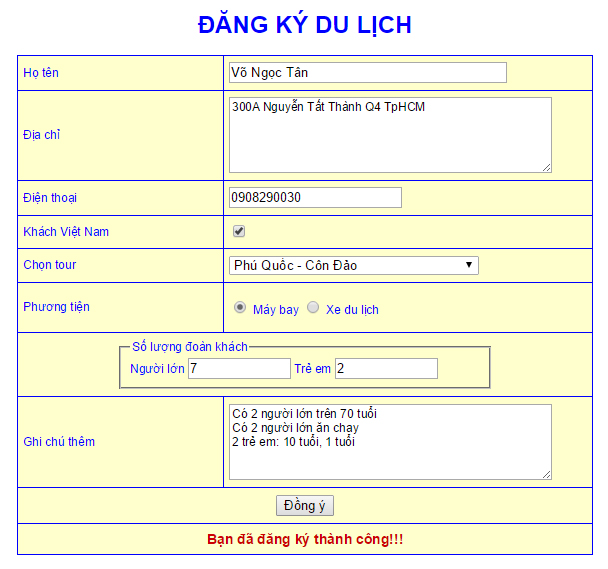 ĐĂNG KÝ DU LỊCH
Họ tên Võ Ngọc Tân
Địa chỉ 300A Nguyễn Tất Thành Q4 TpHCM
Điện thoại 0908290030
Khách Việt Nam
Chọn tour Phú Quốc - Côn Đảo
Phương tiện Máy bay Xe du lịch
Số lượng đoàn khách
Người lớn 7 Trẻ em 2
Ghi chú thêm
Có 2 người lớn trên 70 tuổi
Có 2 người lớn ăn chay
2 trẻ em: 10 tuổi, 1 tuổi
Đồng ý
Bạn đã đăng ký thành công!!!